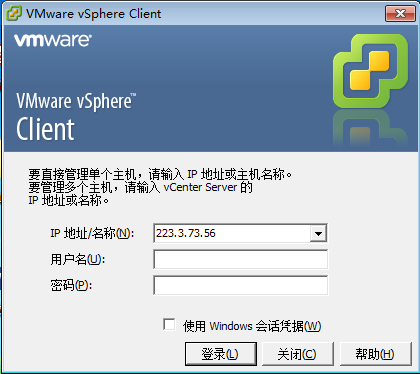 VMware vSphere Client
vmware®
VMware vSphere™
Client
要直接管理单个主机，请输入 IP 地址或主机名称。
要管理多个主机，请输入 vCenter Server 的
IP 地址或名称。
IP 地址/名称(N): 223.3.73.56
用户名(U):
密码(P):
使用 Windows 会话凭据(W)
登录(L) 关闭(C) 帮助(H)